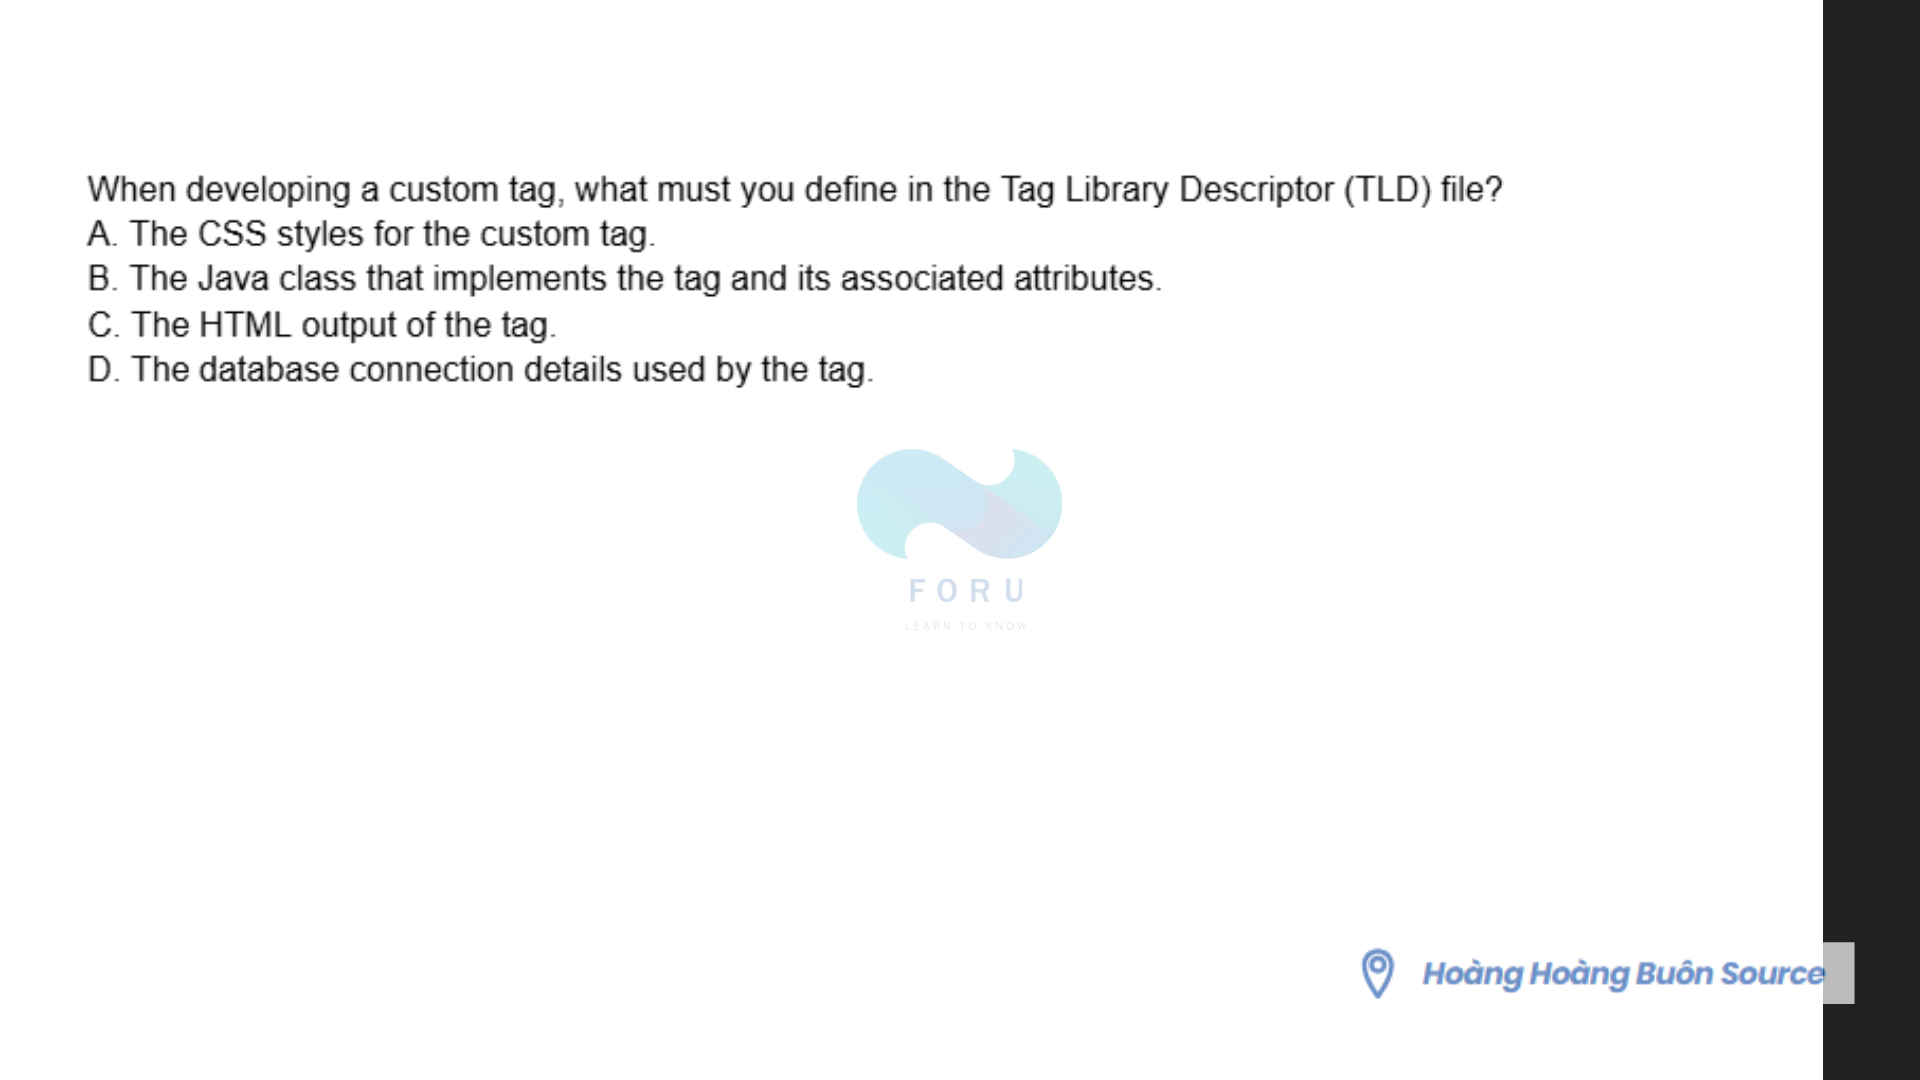 When developing a custom tag, what must you define in the Tag Library Descriptor (TLD) file?
A. The CSS styles for the custom tag.
B. The Java class that implements the tag and its associated attributes.
C. The HTML output of the tag.
D. The database connection details used by the tag.
FORU
LEARN TO KNOW
Hoàng Hoàng Buôn Source